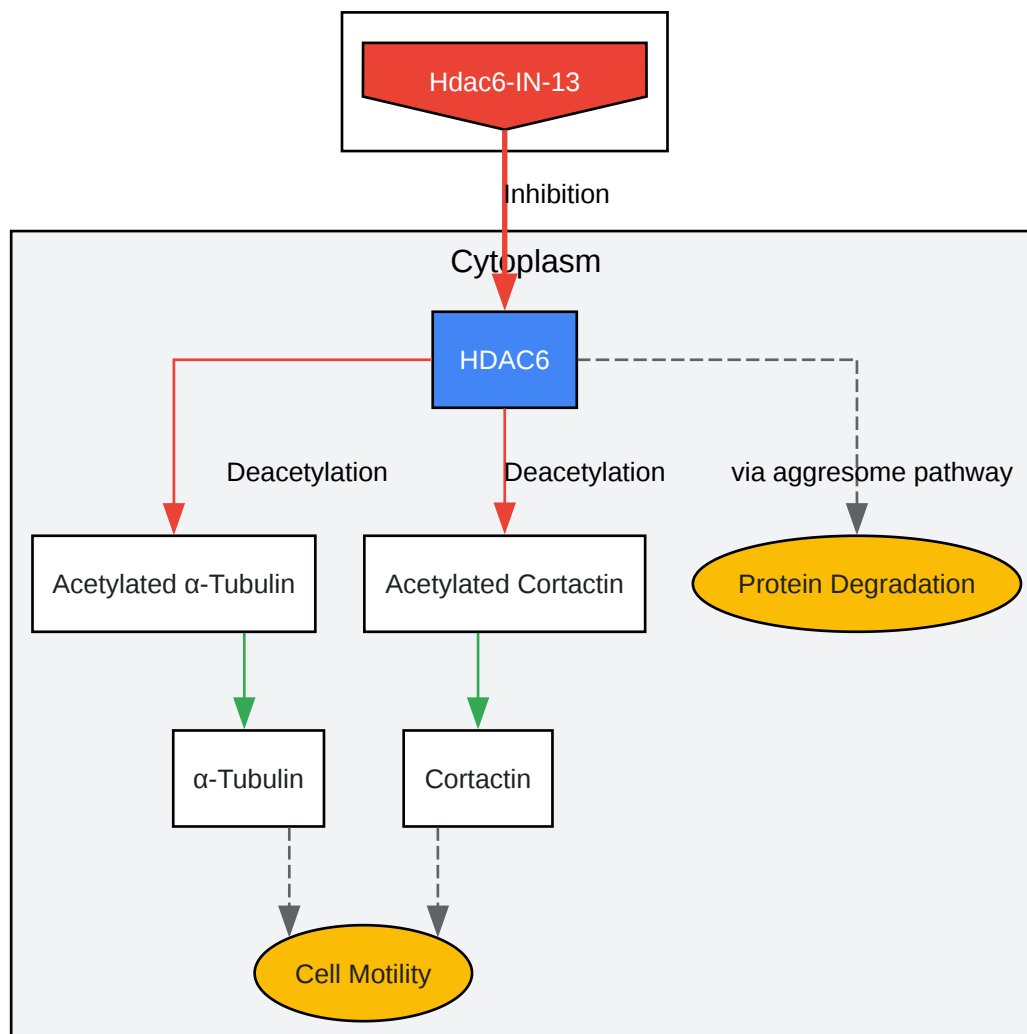 Hdac6-IN-13
Inhibition
Cytoplasm
HDAC6
Deacetylation
Deacetylation
via aggresome pathway
Acetylated α-Tubulin
Acetylated Cortactin
Protein Degradation
α-Tubulin
Cortactin
Cell Motility